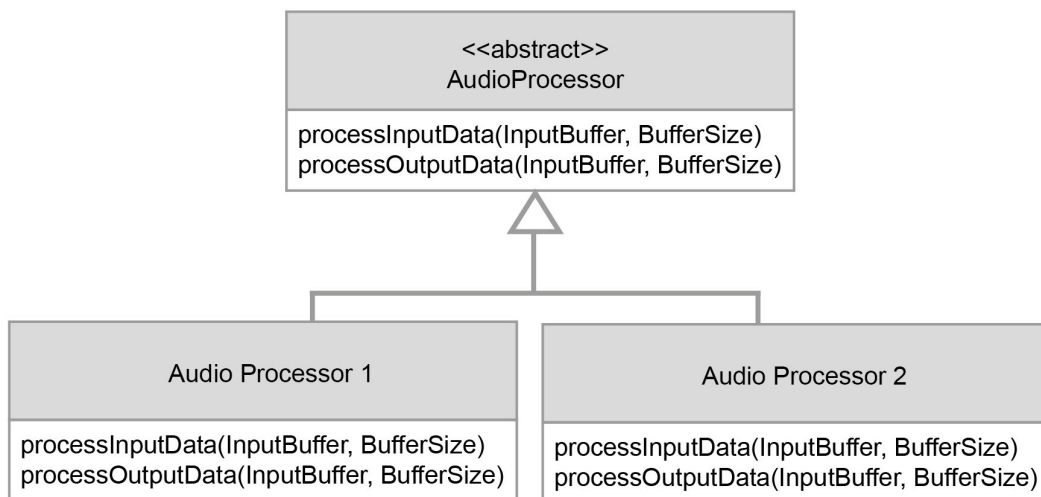 <<abstract>>
AudioProcessor
processInputData(InputBuffer, BufferSize)
processOutputData(InputBuffer, BufferSize)
Audio Processor 1
processInputData(InputBuffer, BufferSize)
processOutputData(InputBuffer, BufferSize)
Audio Processor 2
processInputData(InputBuffer, BufferSize)
processOutputData(InputBuffer, BufferSize)